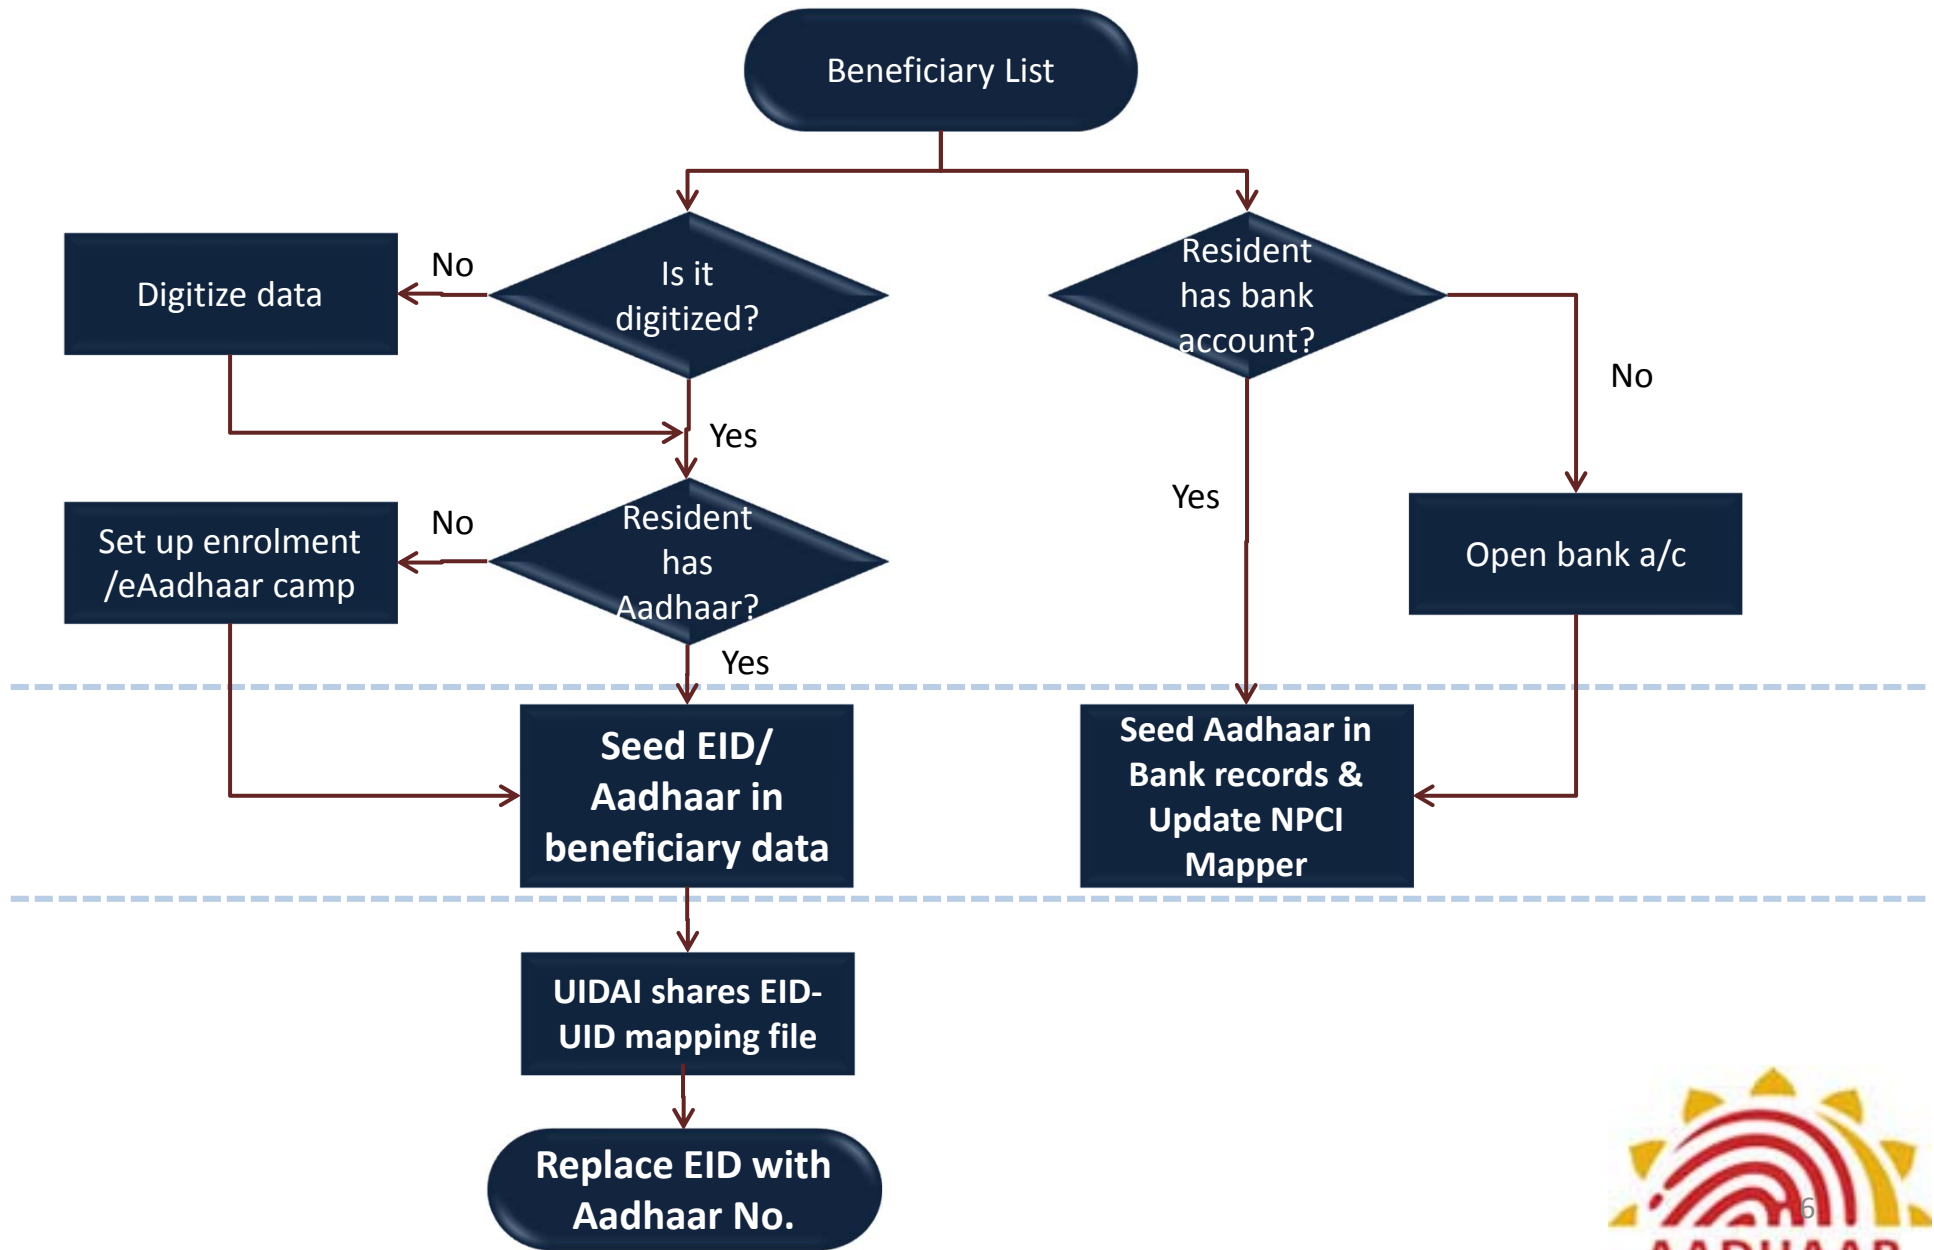 Beneficiary List
Digitize data
No
Is it
digitized?
Resident
has bank
account?
No
Yes
Set up enrolment
/eAadhaar camp
No
Resident
has
Aadhaar?
Yes
Open bank a/c
Yes
Seed EID/
Aadhaar in
beneficiary data
Seed Aadhaar in
Bank records &
Update NPCI
Mapper
UIDAI shares EID-
UID mapping file
Replace EID with
Aadhaar No.
6
AADHAAR